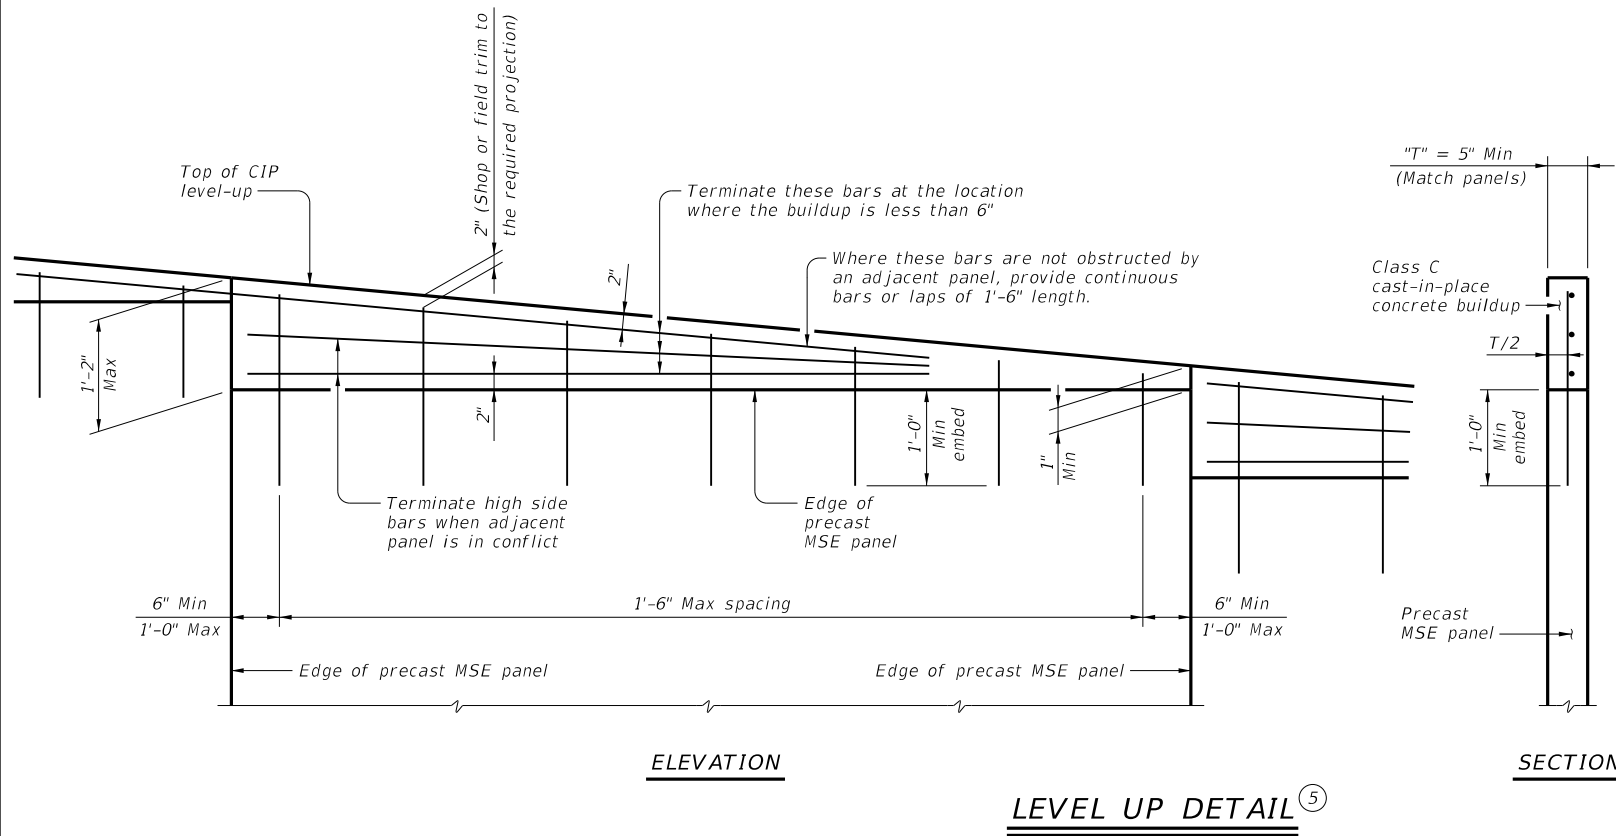 2" (Shop or field trim to
the required projection)
Top of CIP
level-up
Terminate these bars at the location
where the buildup is less than 6"
2"
Where these bars are not obstructed by
an adjacent panel, provide continuous
bars or laps of 1'-6" length.
"T" = 5" Min
(Match panels)
Class C
cast-in-place
concrete buildup
T/2
1'-2"
Max
2"
1'-0"
Min
embed
1"
Min
1'-0"
Min
embed
Terminate high side
bars when adjacent
panel is in conflict
Edge of
precast
MSE panel
6" Min
1'-0" Max
1'-6" Max spacing
6" Min
1'-0" Max
Precast
MSE panel
Edge of precast MSE panel
Edge of precast MSE panel
ELEVATION
SECTION
LEVEL UP DETAIL 5